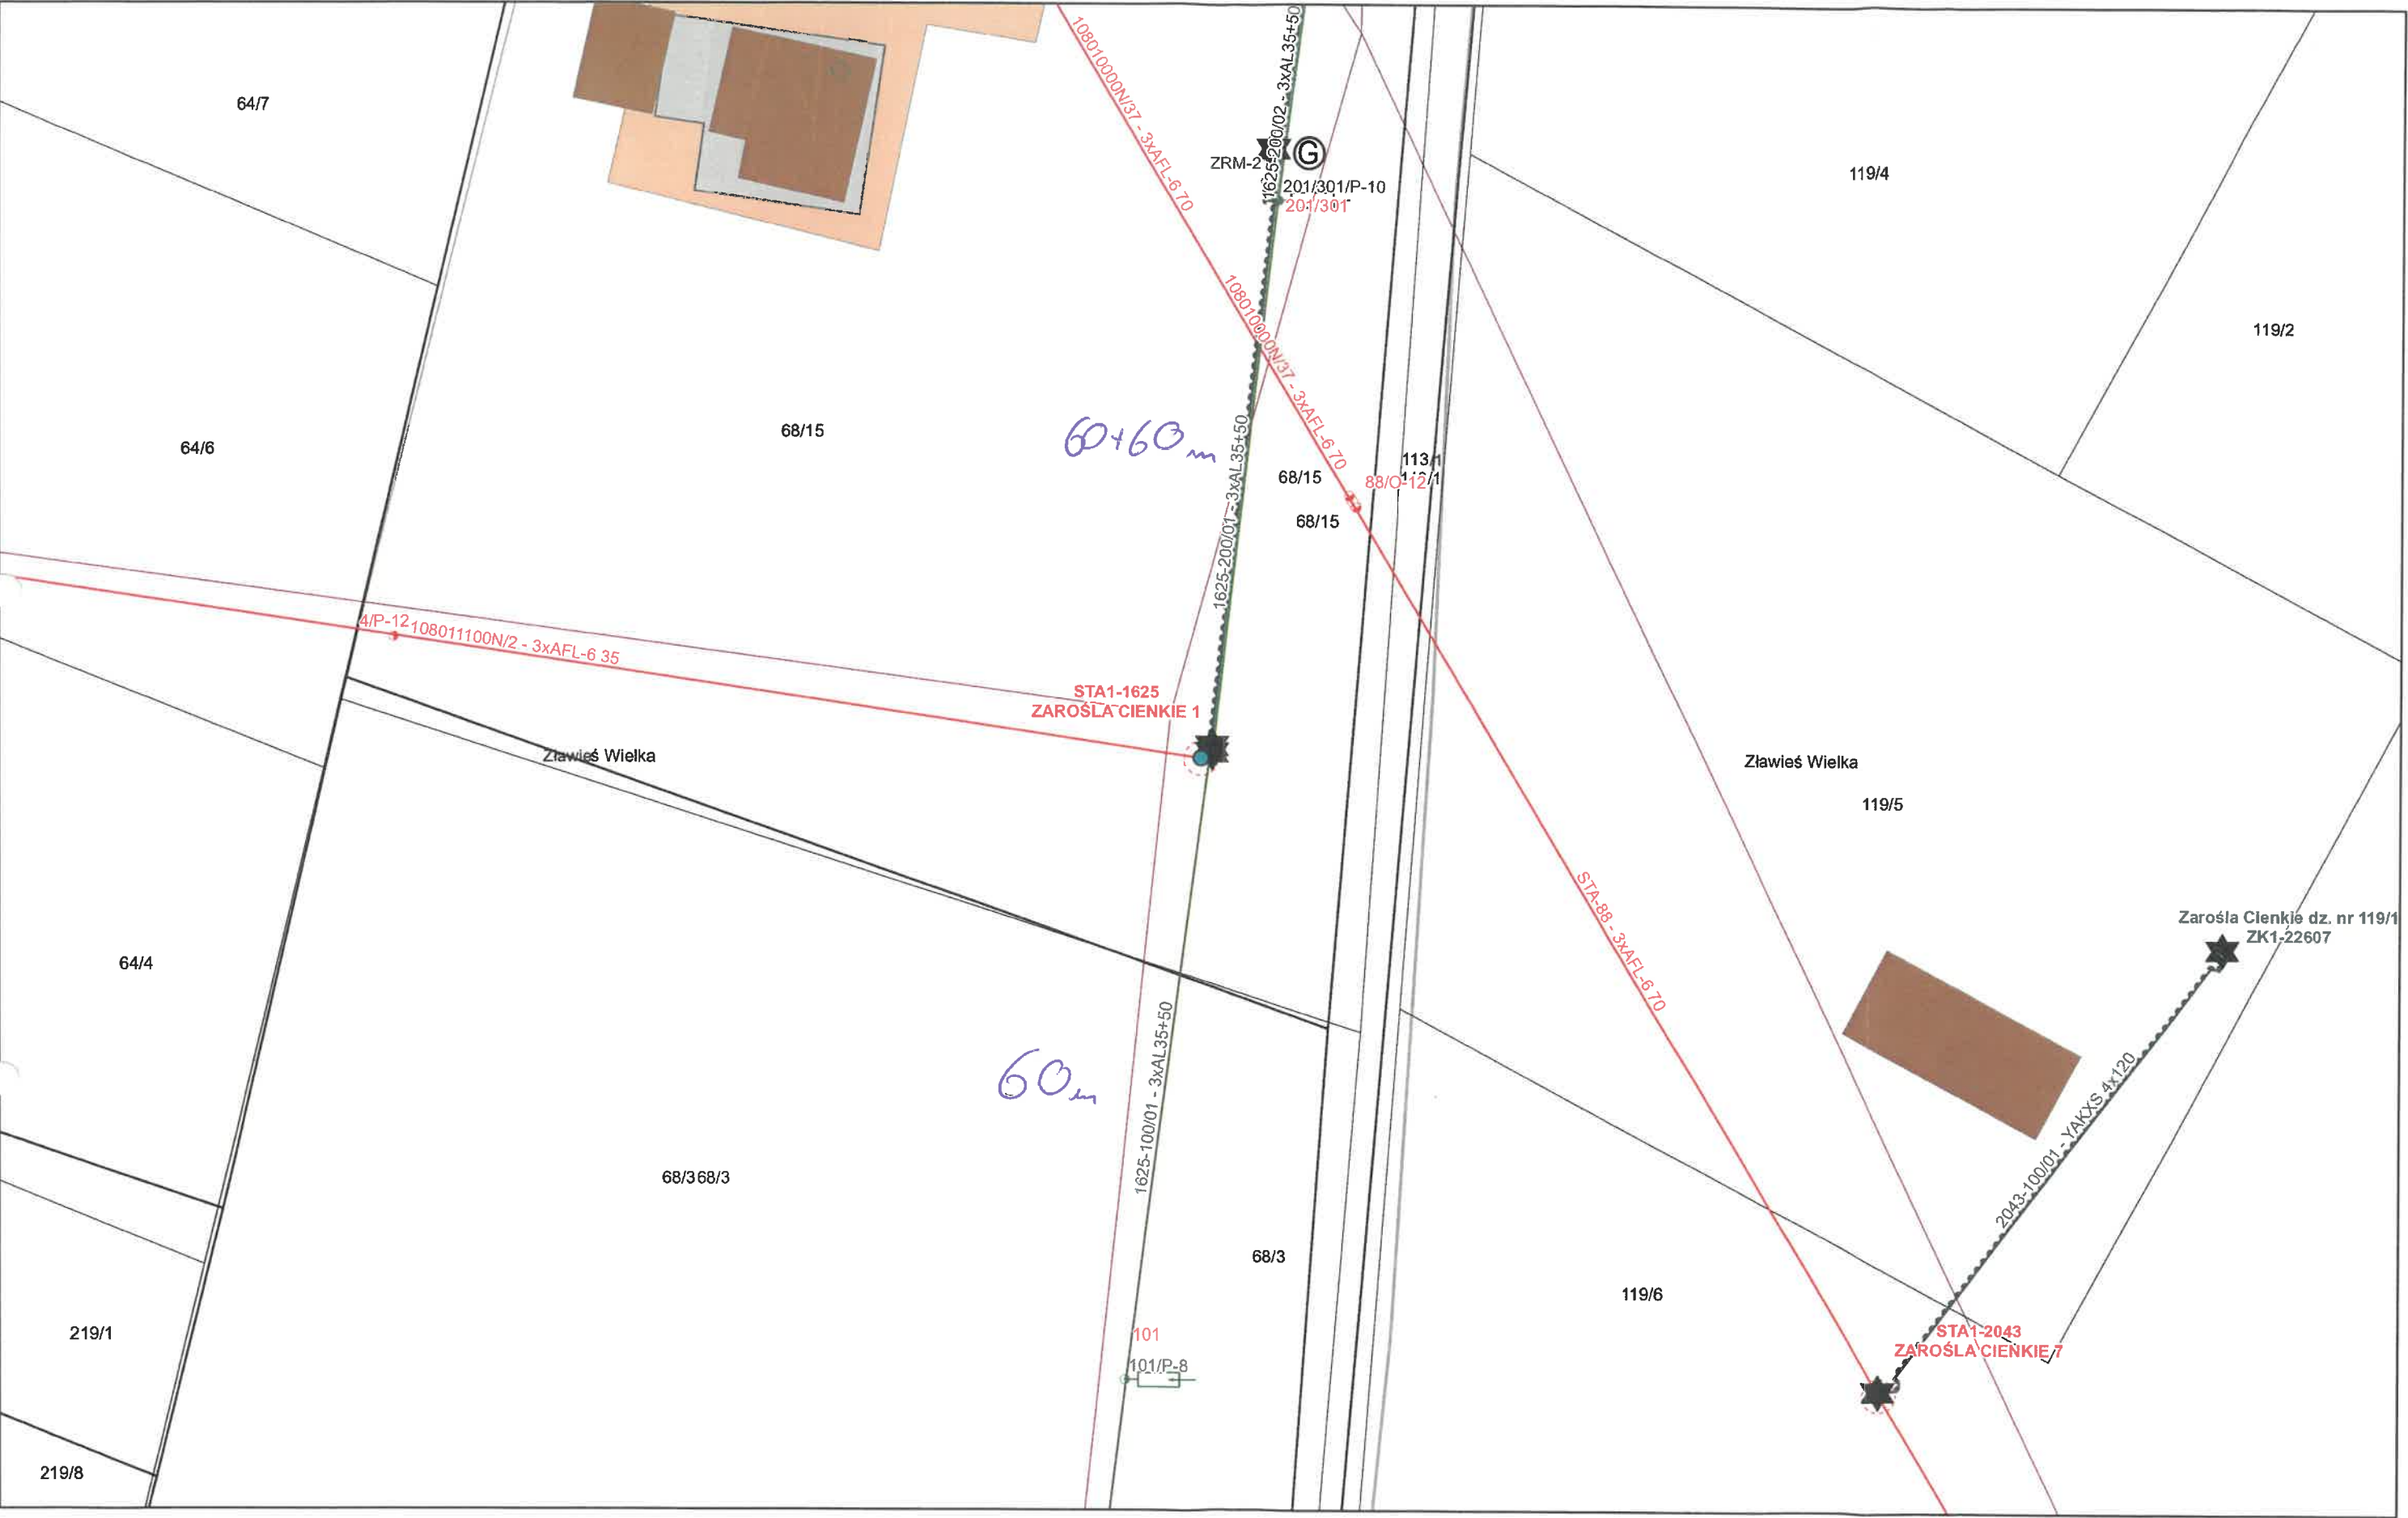 10801000N/37 - 3xAFL-6 70
1625-200/02 - 3xAL35+50
64/7
ZRM-2
G
119/4
201/301/P-10
201/301
10801000N/37 - 3xAFL-6 70
119/2
68/15
64/6
60+60 m
1625-200/01 - 3xAL35+50
68/15
113/1
88/O-12
68/15
4/P-12
108011100N/2 - 3xAFL-6 35
STA1-1625
ZAROŚLA CIENKIE 1
Zławieś Wielka
Zławieś Wielka
119/5
STA-88 - 3xAFL-6 70
Zarośla Cienkie dz. nr 119/1
ZK1-22607
64/4
60 m
1625-100/01 - 3xAL35+50
2043-100/01 - YAKXS 4x120
68/3
68/3
68/3
119/6
219/1
101
STA1-2043
ZAROŚLA CIENKIE 7
101/P-8
219/8